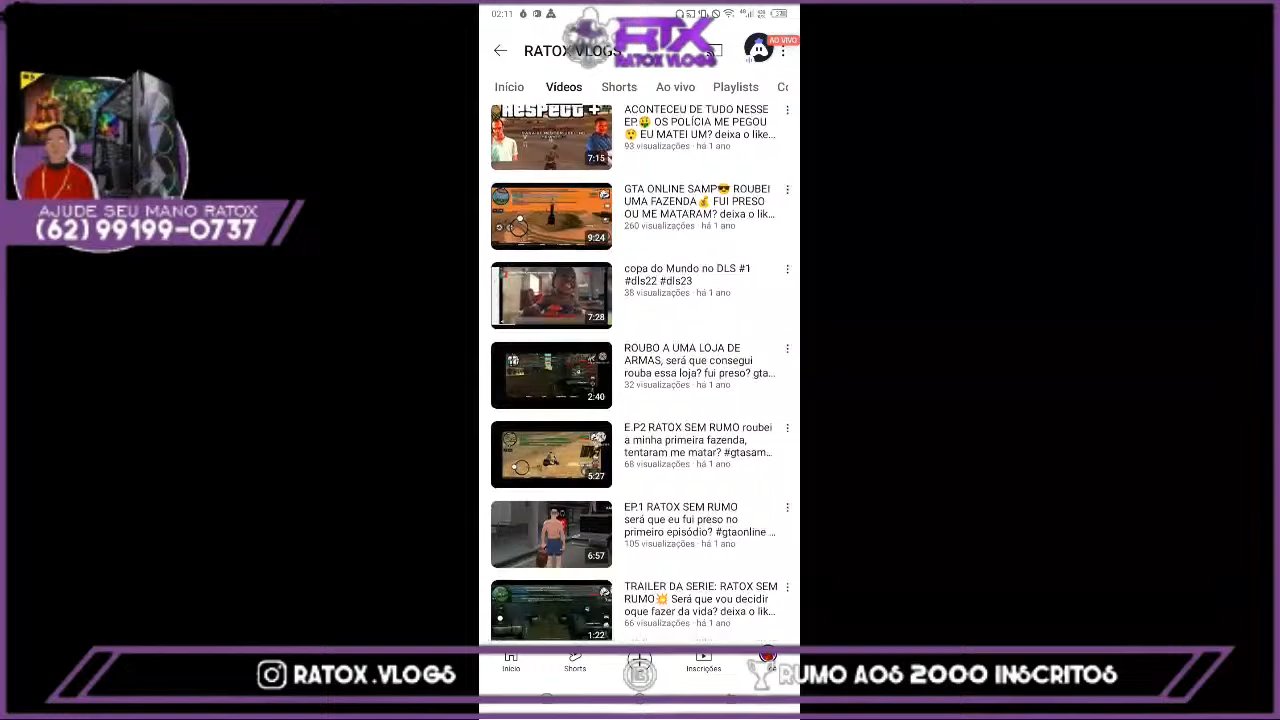 02:11
RTX
RATOX VLOGS
RATOX VLOGS
AO VIVO
Início Vídeos Shorts Ao vivo Playlists
RESPECT +
7:15
ACONTECEU DE TUDO NESSE
EP.🤑 OS POLÍCIA ME PEGOU
😲 EU MATEI UM? deixa o like...
93 visualizações · há 1 ano
9:24
GTA ONLINE SAMP😎 ROUBEI
UMA FAZENDA💰 FUI PRESO
OU ME MATARAM? deixa o lik...
260 visualizações · há 1 ano
7:28
copa do Mundo no DLS #1
#dls22 #dls23
38 visualizações · há 1 ano
2:40
ROUBO A UMA LOJA DE
ARMAS, será que consegui
rouba essa loja? fui preso? gta...
32 visualizações · há 1 ano
5:27
E.P2 RATOX SEM RUMO roubei
a minha primeira fazenda,
tentaram me matar? #gtasam...
68 visualizações · há 1 ano
6:57
EP.1 RATOX SEM RUMO
será que eu fui preso no
primeiro episódio? #gtaonline ...
105 visualizações · há 1 ano
1:22
TRAILER DA SERIE: RATOX SEM
RUMO💥 Será que vou decidir
oque fazer da vida? deixa o lik...
66 visualizações · há 1 ano
Início Shorts Inscrições
AJUDE SEU MANO RATOX
(62) 99199-0737
RATOX.VLOGS
RUMO AOS 2000 INSCRITOS